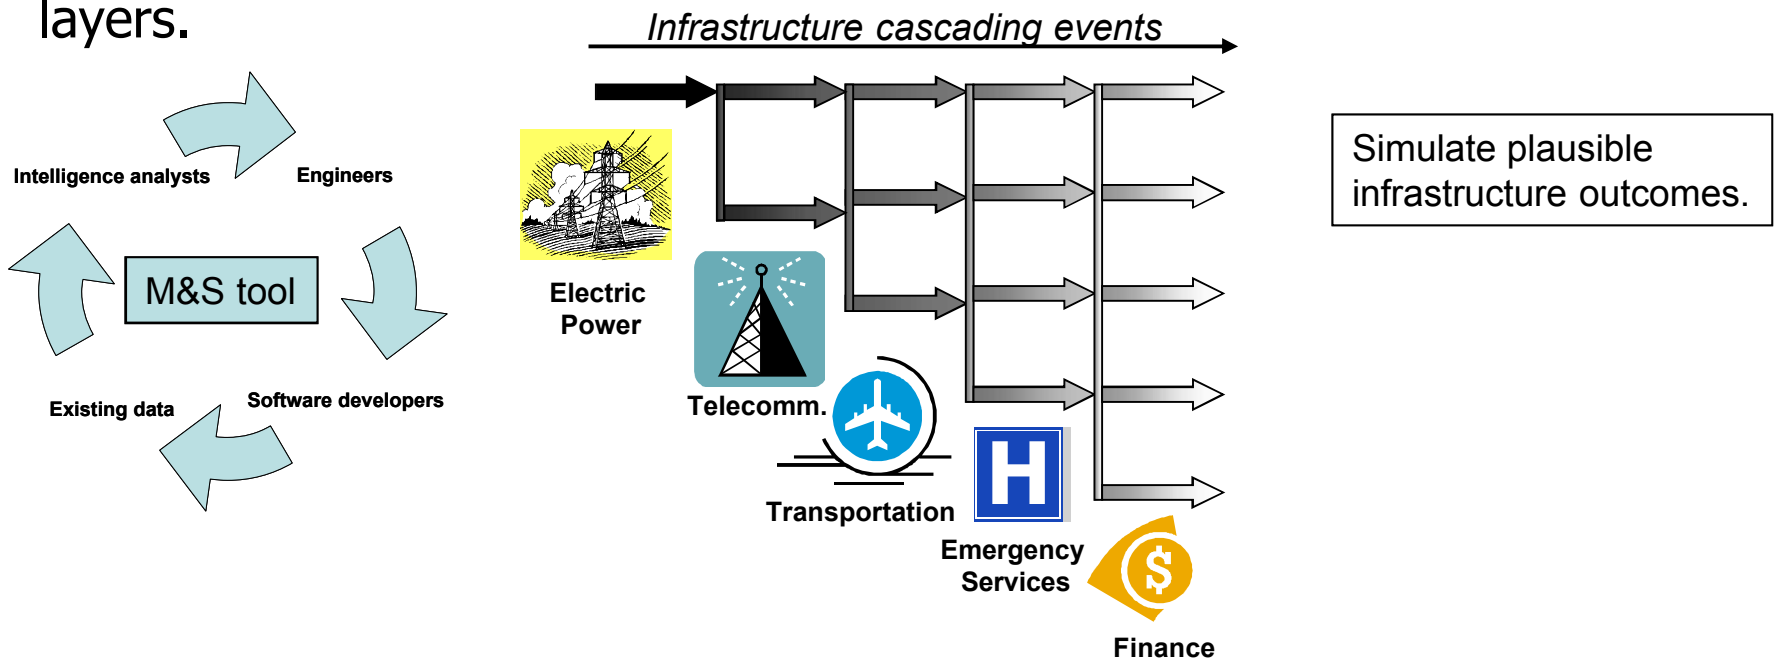 layers.
Infrastructure cascading events
Intelligence analysts
Engineers
M&S tool
Existing data
Software developers
Electric
Power
Telecomm.
Transportation
H
Emergency
Services
$
Finance
Simulate plausible
infrastructure outcomes.